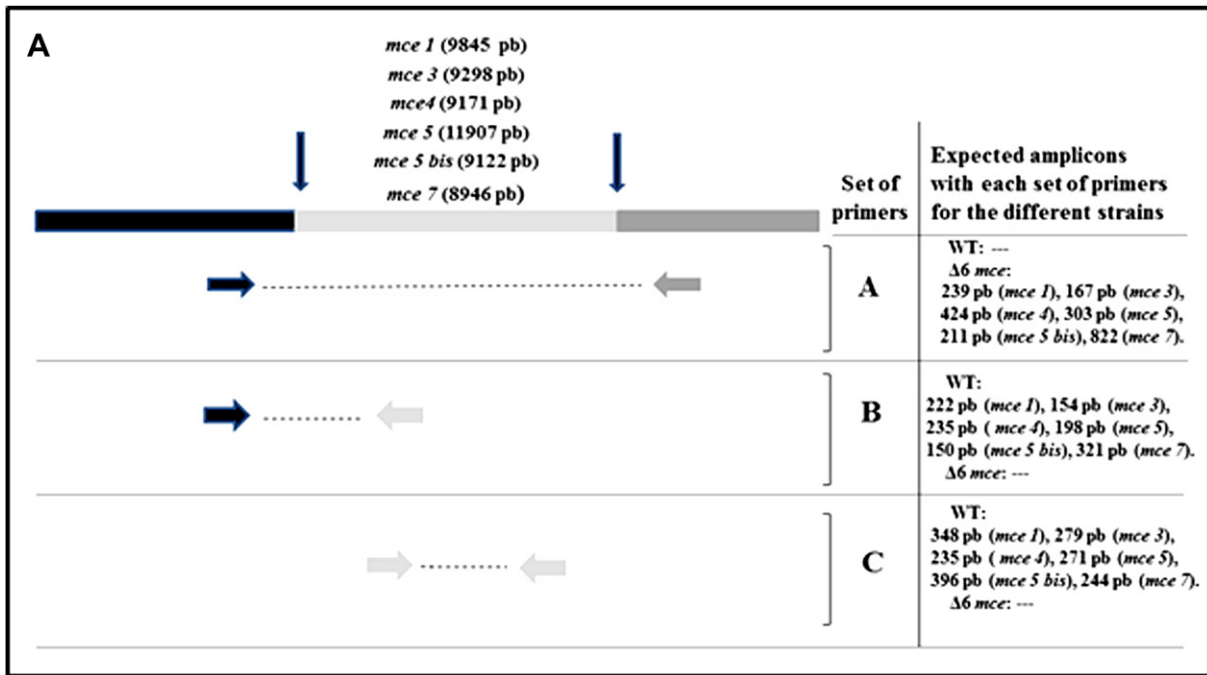 A
mce 1 (9845 pb)
mce 3 (9298 pb)
mce4 (9171 pb)
mce 5 (11907 pb)
mce 5 bis (9122 pb)
mce 7 (8946 pb)
Set of
primers
Expected amplicons
with each set of primers
for the different strains
A
WT: ---
Δ6 mce:
239 pb (mce 1), 167 pb (mce 3),
424 pb (mce 4), 303 pb (mce 5),
211 pb (mce 5 bis), 822 (mce 7).
B
WT:
222 pb (mce 1), 154 pb (mce 3),
235 pb ( mce 4), 198 pb (mce 5),
150 pb (mce 5 bis), 321 pb (mce 7).
Δ6 mce: ---
C
WT:
348 pb (mce 1), 279 pb (mce 3),
235 pb ( mce 4), 271 pb (mce 5),
396 pb (mce 5 bis), 244 pb (mce 7).
Δ6 mce: ---